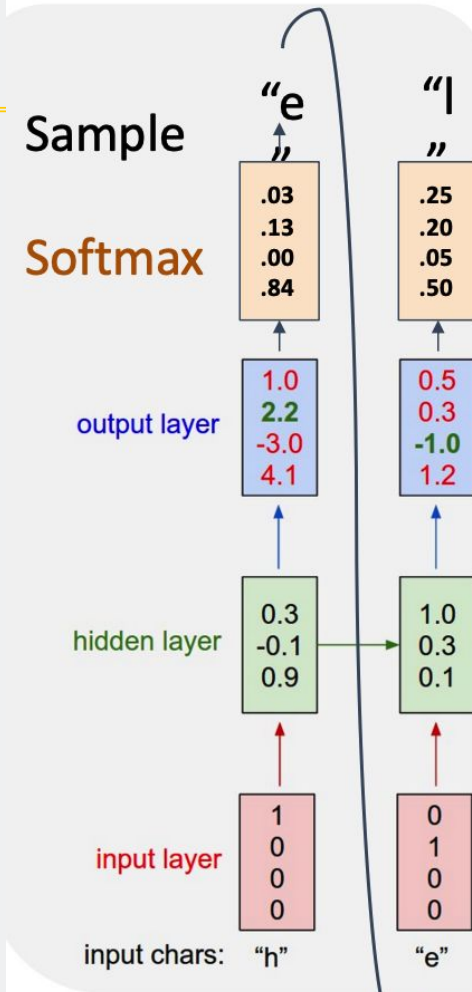 Sample “e” “l”
Softmax
.03 .25
.13 .20
.00 .05
.84 .50
output layer
1.0 0.5
2.2 0.3
-3.0 -1.0
4.1 1.2
hidden layer
0.3 1.0
-0.1 0.3
0.9 0.1
input layer
1 0
0 1
0 0
0 0
input chars: “h” “e”